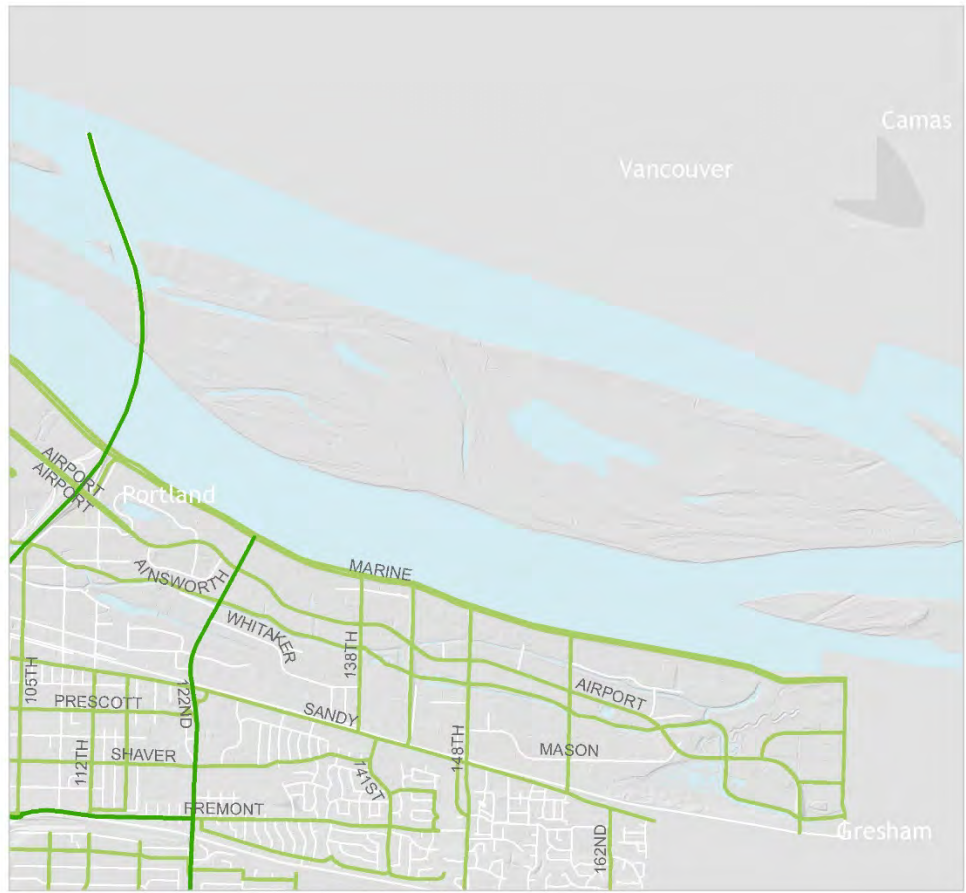 Camas
Vancouver
AIRPORT
AIRPORT
Portland
AINSWORTH
MARINE
WHITAKER
138TH
105TH
122ND
PRESCOTT
AIRPORT
SANDY
112TH
SHAVER
148TH
MASON
141ST
FREMONT
Gresham
162ND